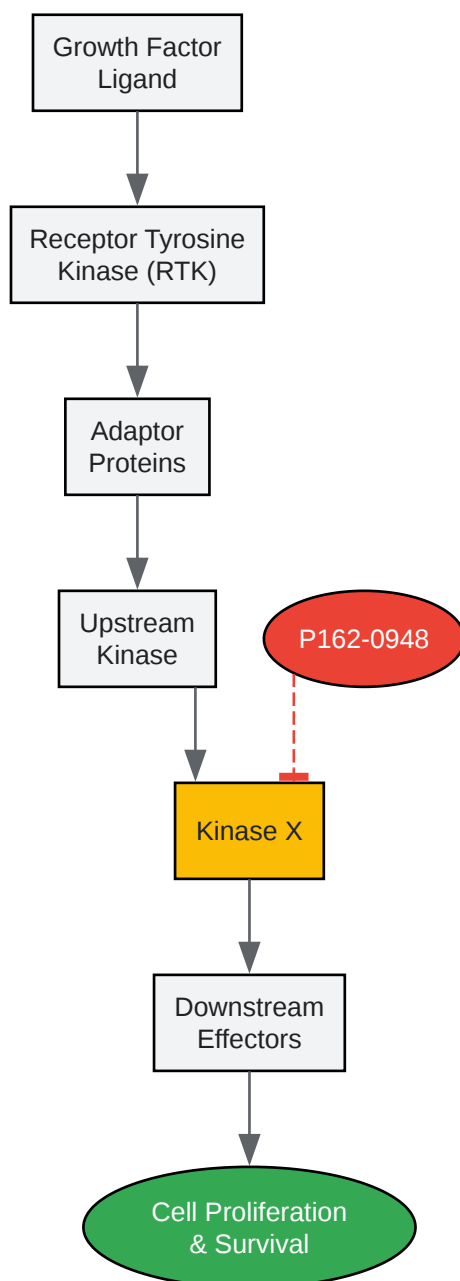 Growth Factor
Ligand
Receptor Tyrosine
Kinase (RTK)
Adaptor
Proteins
Upstream
Kinase
P162-0948
Kinase X
Downstream
Effectors
Cell Proliferation
& Survival